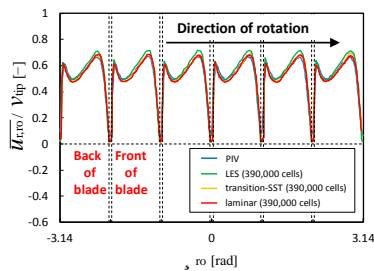 0.8
Direction of rotation
0.6
0.4
0.2
0
-0.2
-0.4
-0.6
u̅r,ro / vtip [−]
Back of blade
Front of blade
PIV
LES (390,000 cells)
transition-SST (390,000 cells)
laminar (390,000 cells)
-3.14
0
3.14
ro [rad]